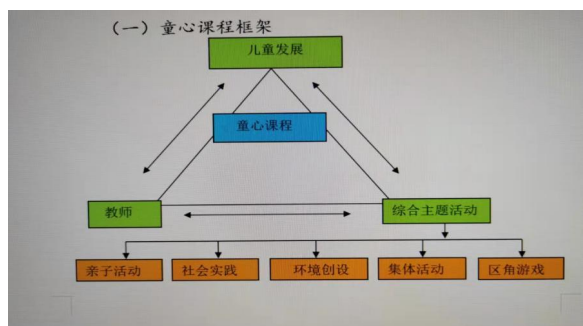 （一）童心课程框架
儿童发展
童心课程
教师
综合主题活动
亲子活动
社会实践
环境创设
集体活动
区角游戏